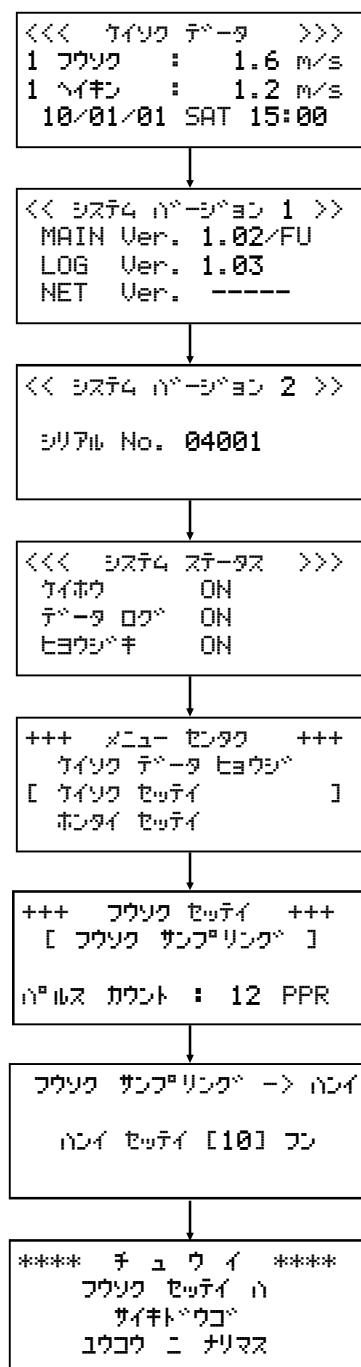 <<< ケイソク データ >>>
1 フウソク : 1.6 m/s
1 ヘイキン : 1.2 m/s
10/01/01 SAT 15:00
<< システム バージョン 1 >>
MAIN Ver. 1.02/FU
LOG Ver. 1.03
NET Ver. -----
<< システム バージョン 2 >>
シリアル No. 04001
<<< システム ステータス >>>
ケイホウ ON
データ ログ ON
ヒョウジキ ON
+++ メニュー センタク +++
ケイソク データ ヒョウジ
[ ケイソク セッテイ ]
ホンタイ セッテイ
+++ フウソク セッテイ +++
[ フウソク サンプリング ]
パルス カウント : 12 PPR
フウソク サンプリング -> ハンイ
ハンイ セッテイ [10] フン
**** チュウイ ****
フウソク セッテイ ハ
サイキドウゴ
ユウコウ ニ ナリマス